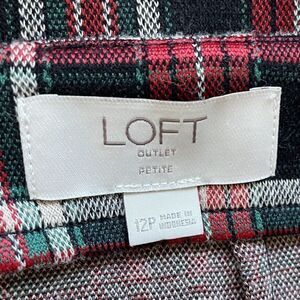 LOFT
OUTLET
PETITE
12P MADE IN
INDONESIA